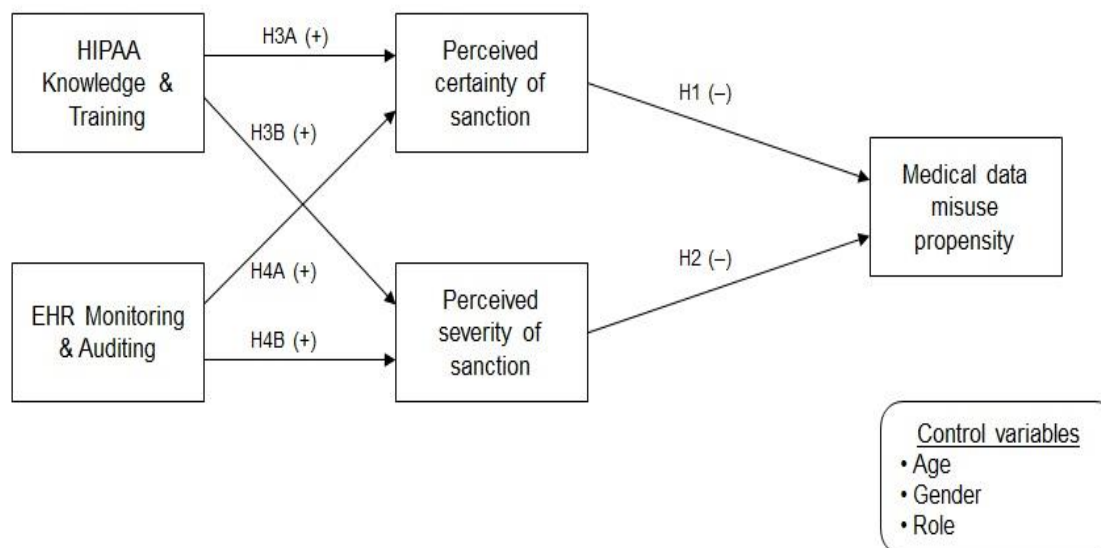 HIPAA
Knowledge &
Training
H3A (+)
Perceived
certainty of
sanction
H1 (–)
H3B (+)
Medical data
misuse
propensity
H4A (+)
EHR Monitoring
& Auditing
H4B (+)
Perceived
severity of
sanction
H2 (–)
Control variables
• Age
• Gender
• Role